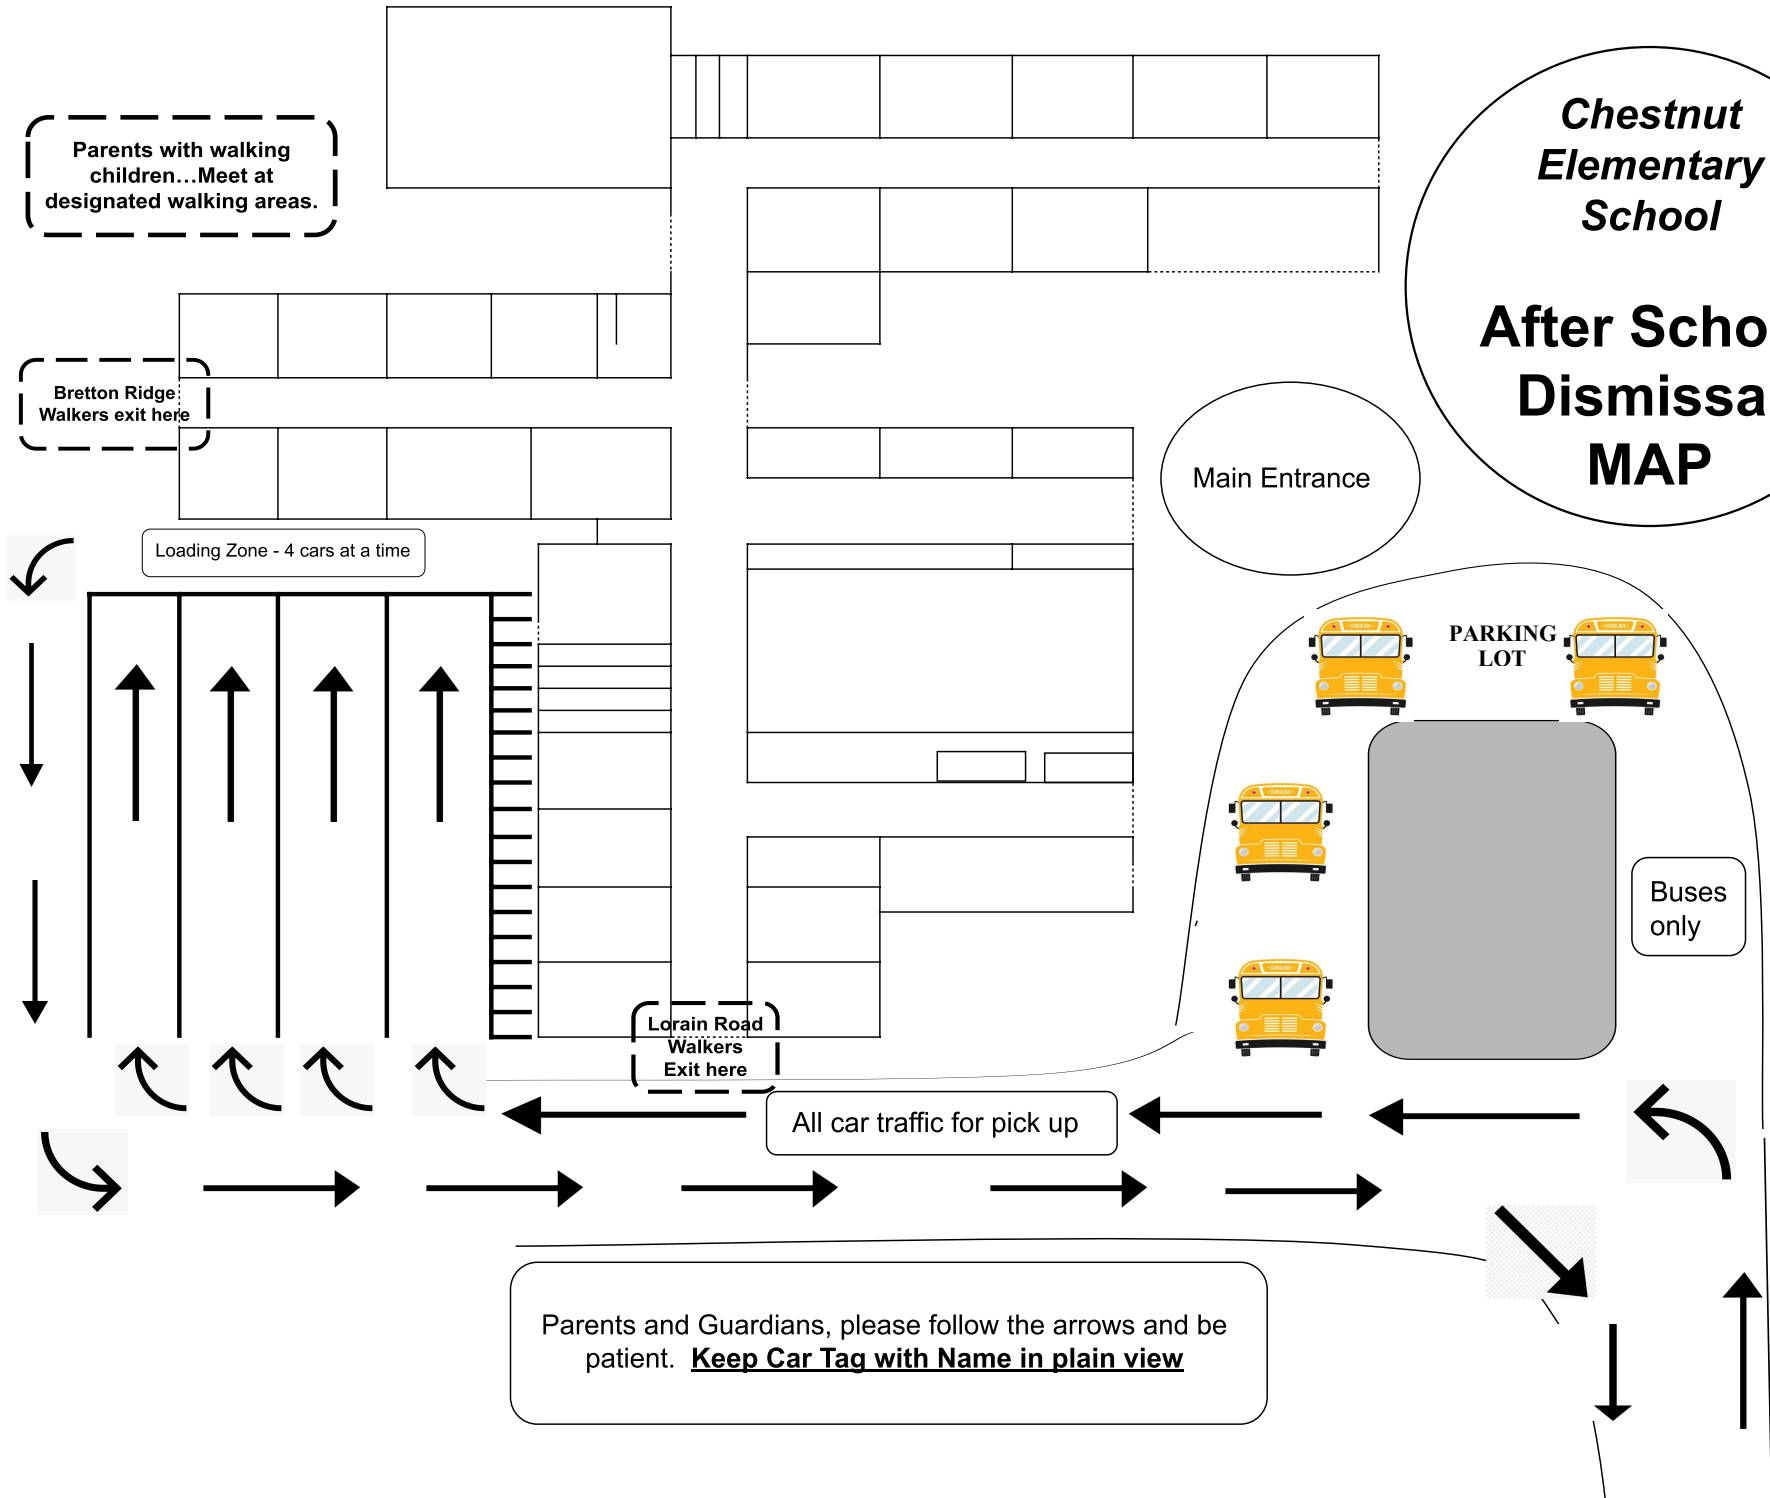 Chestnut
Elementary
School
After Scho
Dismissa
MAP
Parents with walking
children...Meet at
designated walking areas.
Bretton Ridge
Walkers exit here
Main Entrance
Loading Zone - 4 cars at a time
PARKING
LOT
Buses
only
Lorain Road
Walkers
Exit here
All car traffic for pick up
Parents and Guardians, please follow the arrows and be
patient. Keep Car Tag with Name in plain view